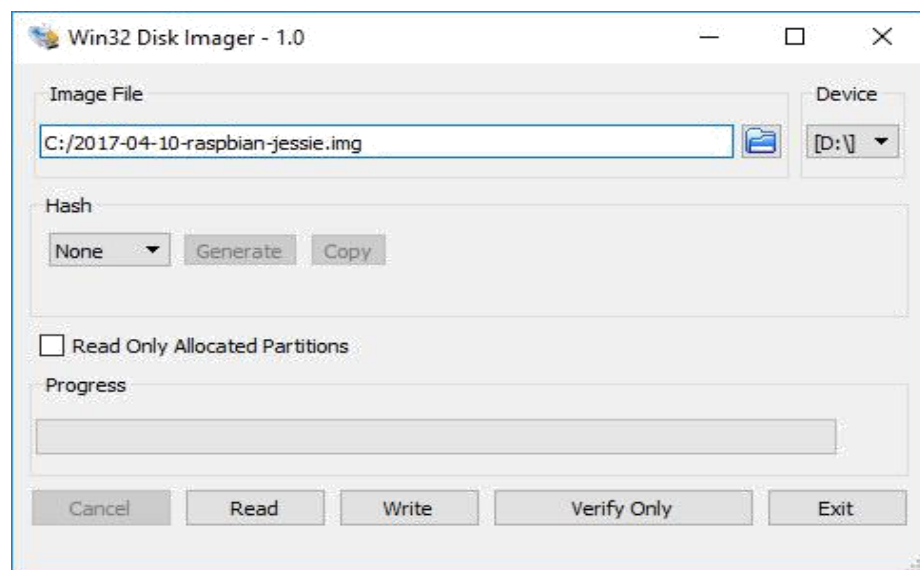 Win32 Disk Imager - 1.0
Image File
Device
C:/2017-04-10-raspbian-jessie.img
[D:\]
Hash
None
Generate
Copy
Read Only Allocated Partitions
Progress
Cancel
Read
Write
Verify Only
Exit